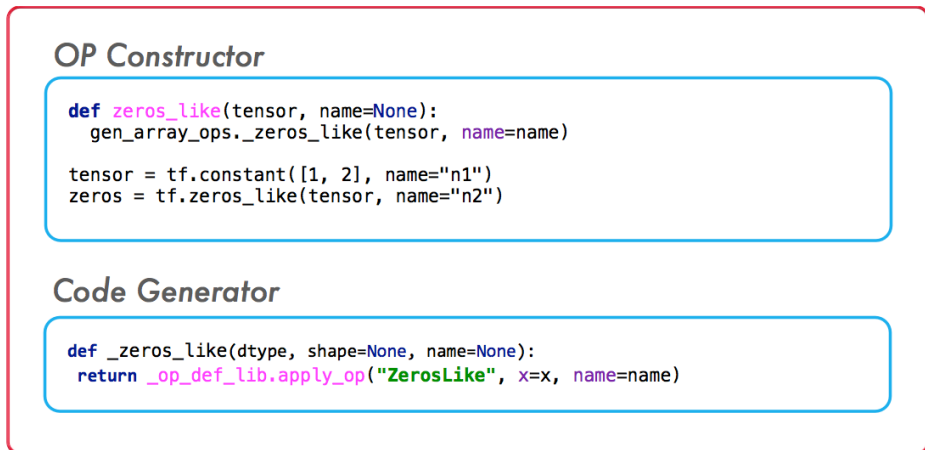 OP Constructor
def zeros_like(tensor, name=None):
  gen_array_ops._zeros_like(tensor, name=name)
tensor = tf.constant([1, 2], name="n1")
zeros = tf.zeros_like(tensor, name="n2")
Code Generator
def _zeros_like(dtype, shape=None, name=None):
 return _op_def_lib.apply_op("ZerosLike", x=x, name=name)